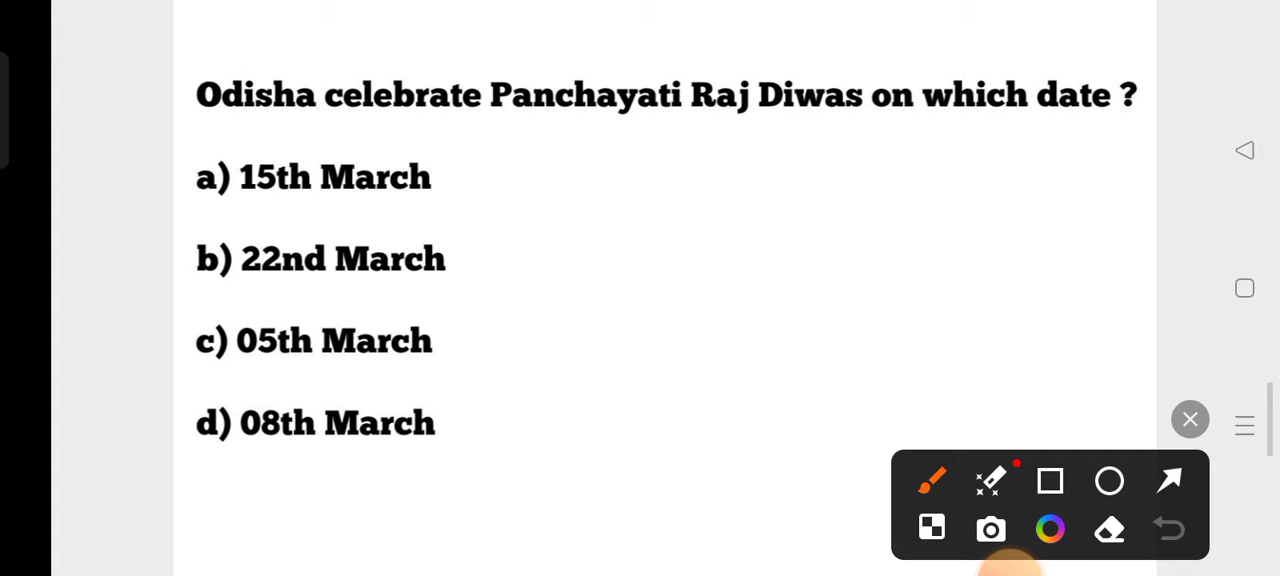 Odisha celebrate Panchayati Raj Diwas on which date ?
a) 15th March
b) 22nd March
c) 05th March
d) 08th March